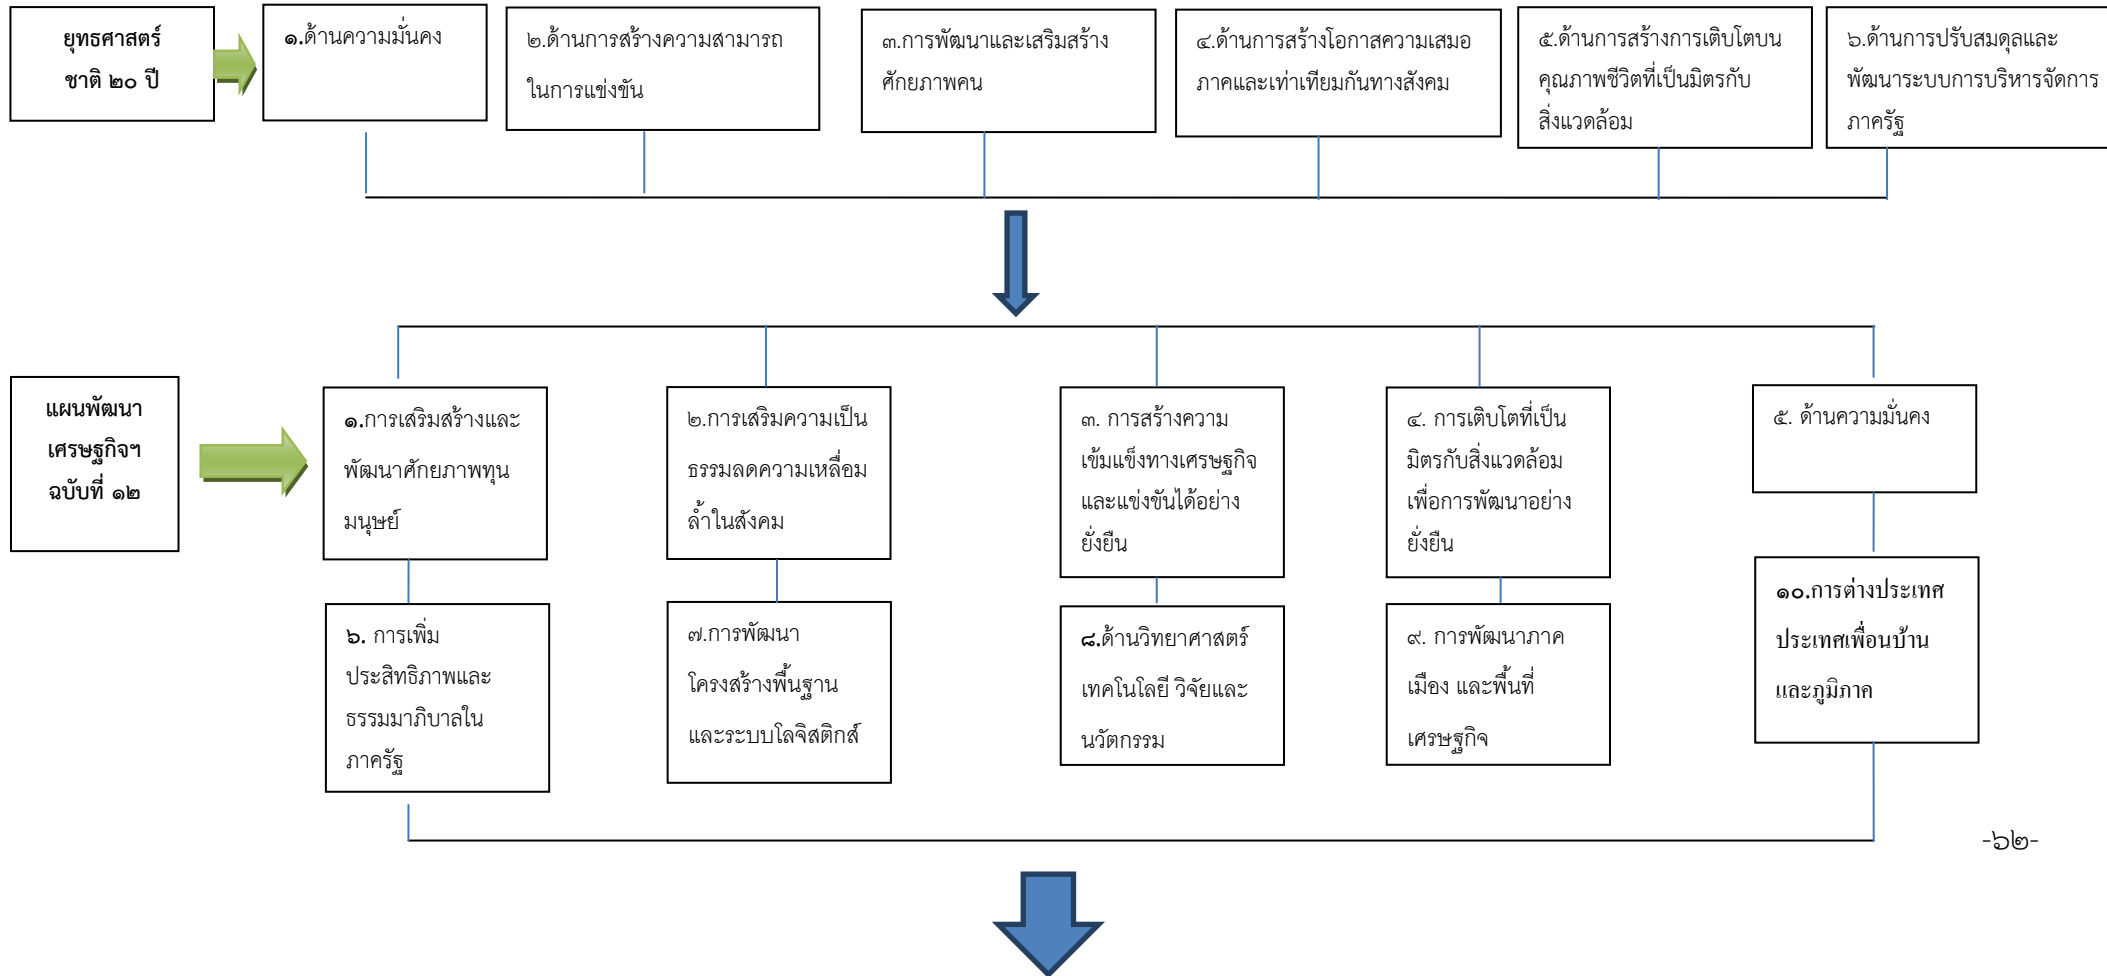 ยุทธศาสตร์
ชาติ ๒๐ ปี
๑.ด้านความมั่นคง
๒.ด้านการสร้างความสามารถ
ในการแข่งขัน
๓.การพัฒนาและเสริมสร้าง
ศักยภาพคน
๔.ด้านการสร้างโอกาสความเสมอ
ภาคและเท่าเทียมกันทางสังคม
๕.ด้านการสร้างการเติบโตบน
คุณภาพชีวิตที่เป็นมิตรกับ
สิ่งแวดล้อม
๖.ด้านการปรับสมดุลและ
พัฒนาระบบการบริหารจัดการ
ภาครัฐ
แผนพัฒนา
เศรษฐกิจฯ
ฉบับที่ ๑๒
๑.การเสริมสร้างและ
พัฒนาศักยภาพทุน
มนุษย์
๒.การเสริมความเป็น
ธรรมลดความเหลื่อม
ล้ำในสังคม
๓. การสร้างความ
เข้มแข็งทางเศรษฐกิจ
และแข่งขันได้อย่าง
ยั่งยืน
๔. การเติบโตที่เป็น
มิตรกับสิ่งแวดล้อม
เพื่อการพัฒนาอย่าง
ยั่งยืน
๕. ด้านความมั่นคง
๖. การเพิ่ม
ประสิทธิภาพและ
ธรรมมาภิบาลใน
ภาครัฐ
๗.การพัฒนา
โครงสร้างพื้นฐาน
และระบบโลจิสติกส์
๘.ด้านวิทยาศาสตร์
เทคโนโลยี วิจัยและ
นวัตกรรม
๙. การพัฒนาภาค
เมือง และพื้นที่
เศรษฐกิจ
๑๐.การต่างประเทศ
ประเทศเพื่อนบ้าน
และภูมิภาค
-๖๒-